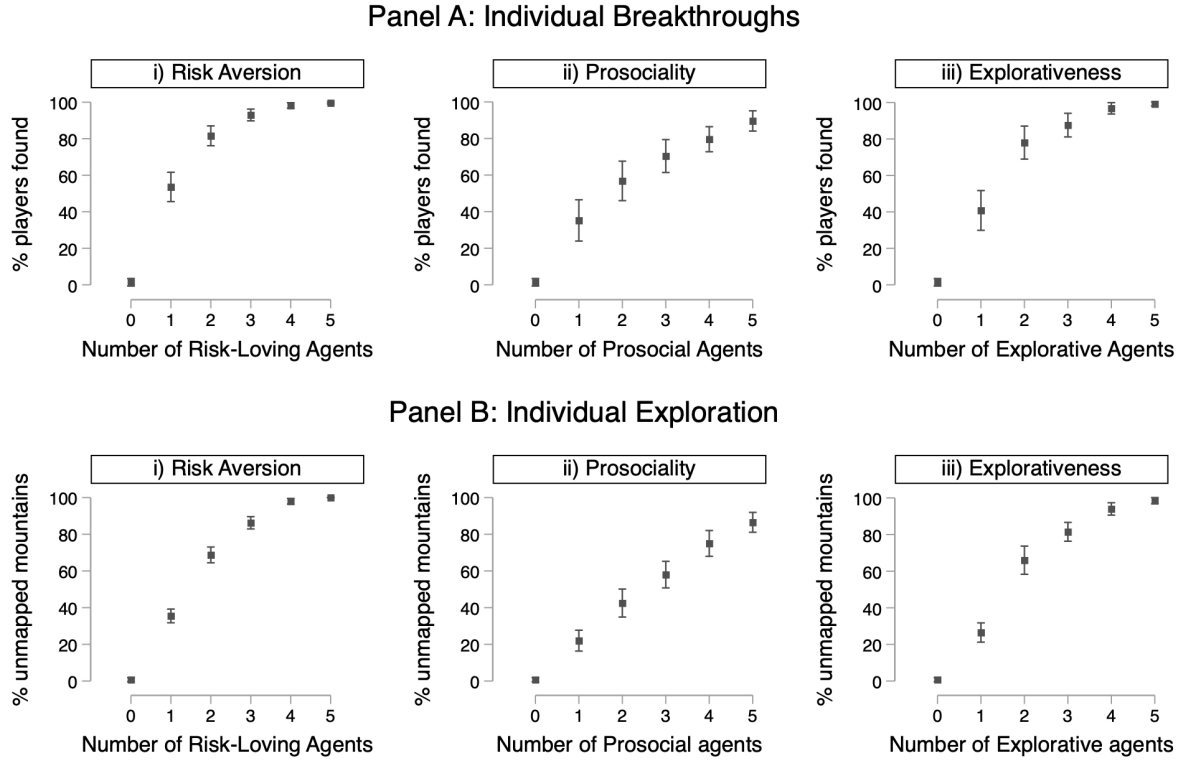 Panel A: Individual Breakthroughs
i) Risk Aversion
% players found
100
80
60
40
20
0
0 1 2 3 4 5
Number of Risk-Loving Agents
ii) Prosociality
% players found
100
80
60
40
20
0
0 1 2 3 4 5
Number of Prosocial Agents
iii) Explorativeness
% players found
100
80
60
40
20
0
0 1 2 3 4 5
Number of Explorative Agents
Panel B: Individual Exploration
i) Risk Aversion
% unmapped mountains
100
80
60
40
20
0
0 1 2 3 4 5
Number of Risk-Loving Agents
ii) Prosociality
% unmapped mountains
100
80
60
40
20
0
0 1 2 3 4 5
Number of Prosocial agents
iii) Explorativeness
% unmapped mountains
100
80
60
40
20
0
0 1 2 3 4 5
Number of Explorative agents